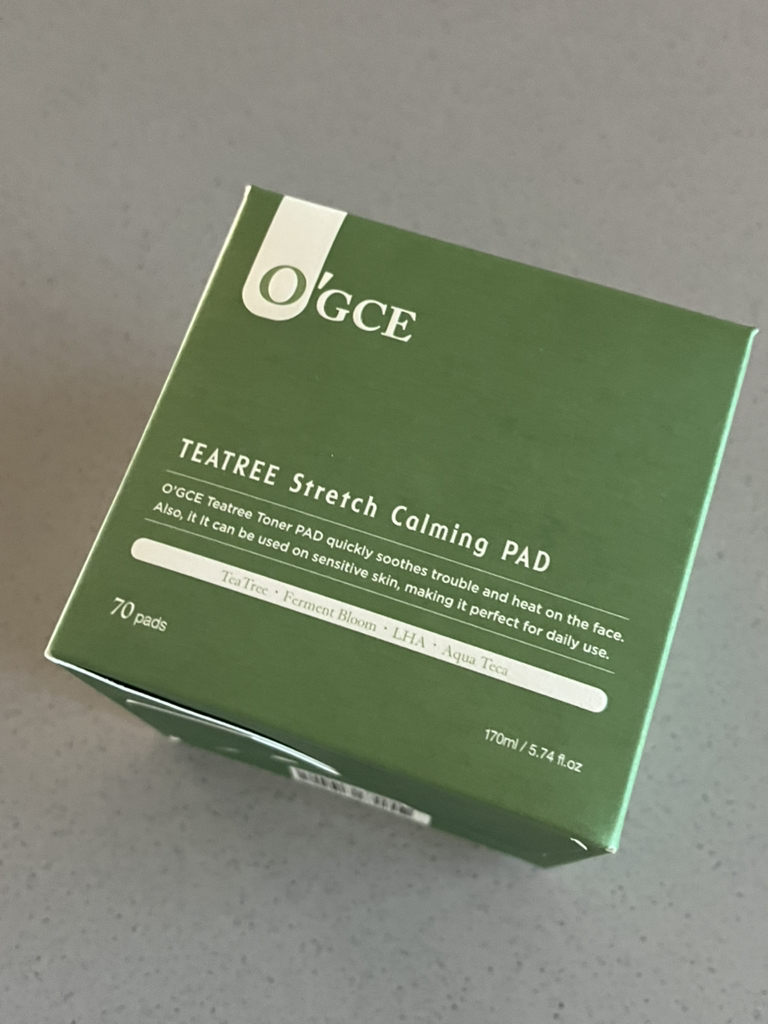 O'GCE
TEATREE Stretch Calming PAD
O'GCE Teatree Toner PAD quickly soothes trouble and heat on the face.
Also, it It can be used on sensitive skin, making it perfect for daily use.
TeaTree · Ferment Bloom · LHA · Aqua Teca
70 pads
170ml / 5.74 fl.oz